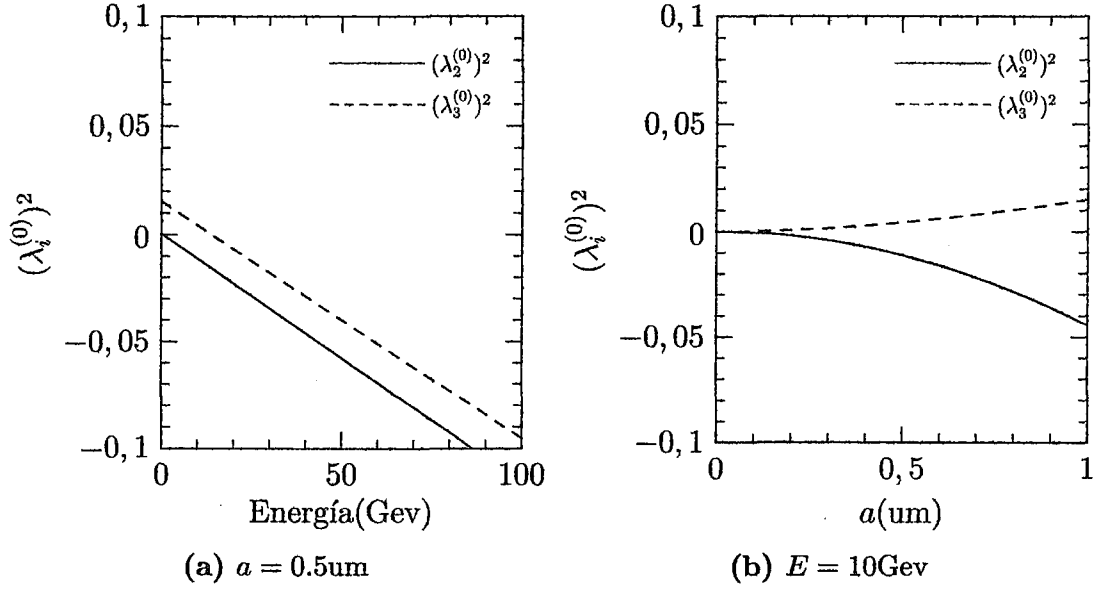 0, 1
0, 05
0
−0, 05
−0, 1
(λ_i^{(0)})^2
(λ_2^{(0)})^2
(λ_3^{(0)})^2
0
50
100
Energía(Gev)
(a) a = 0.5um
0, 1
0, 05
0
−0, 05
−0, 1
(λ_i^{(0)})^2
(λ_2^{(0)})^2
(λ_3^{(0)})^2
0
0, 5
1
a(um)
(b) E = 10Gev